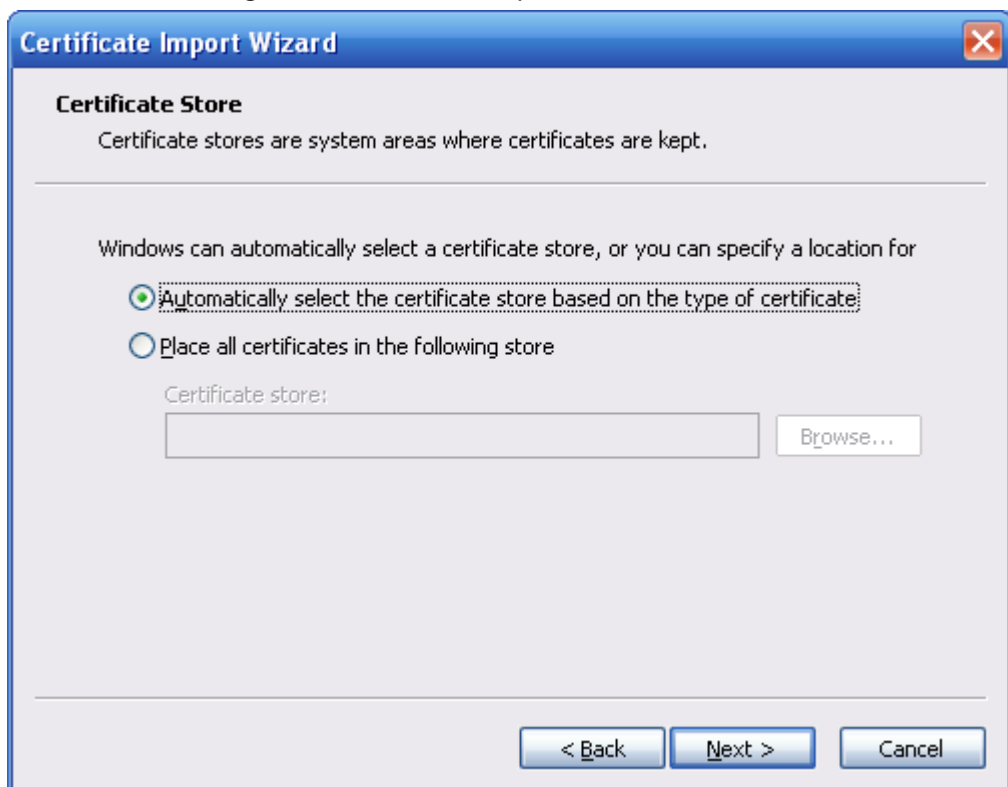 Certificate Import Wizard
Certificate Store
Certificate stores are system areas where certificates are kept.
Windows can automatically select a certificate store, or you can specify a location for
Automatically select the certificate store based on the type of certificate
Place all certificates in the following store
Certificate store:
Browse...
< Back Next > Cancel